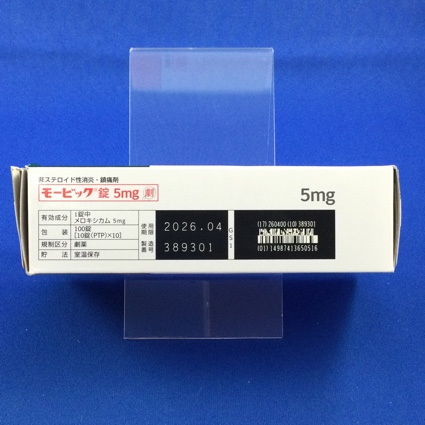 非ステロイド性消炎・鎮痛剤
モービック®錠 5mg 劇
5mg
有効成分 1錠中 メロキシカム 5mg
包装 100錠 [10錠(PTP)×10]
規制区分 劇薬
貯法 室温保存
使用期限 2026.04
製造番号 389301
GS1
(17) 260400 (10) 389301
(01) 14987413650516